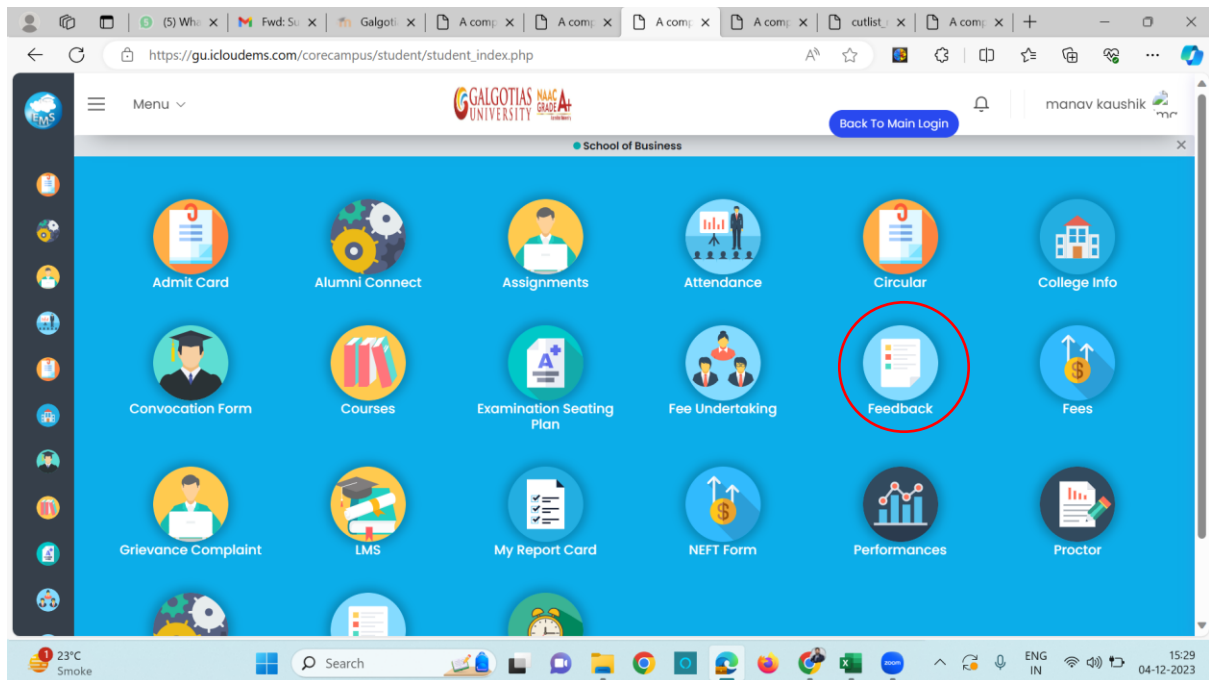 (5) Wha
Fwd: Su
Galgoti
A comp
A comp
A comp
A comp
cutlist_
A comp
https://gu.icloudems.com/corecampus/student/student_index.php
EMS
Menu
GALGOTIAS UNIVERSITY
NAAC GRADE A+
Back To Main Login
manav kaushik
School of Business
Admit Card
Alumni Connect
Assignments
Attendance
Circular
College Info
Convocation Form
Courses
Examination Seating
Plan
Fee Undertaking
Feedback
Fees
Grievance Complaint
LMS
My Report Card
NEFT Form
Performances
Proctor
1
23°C
Smoke
Search
zoom
ENG
IN
15:29
04-12-2023